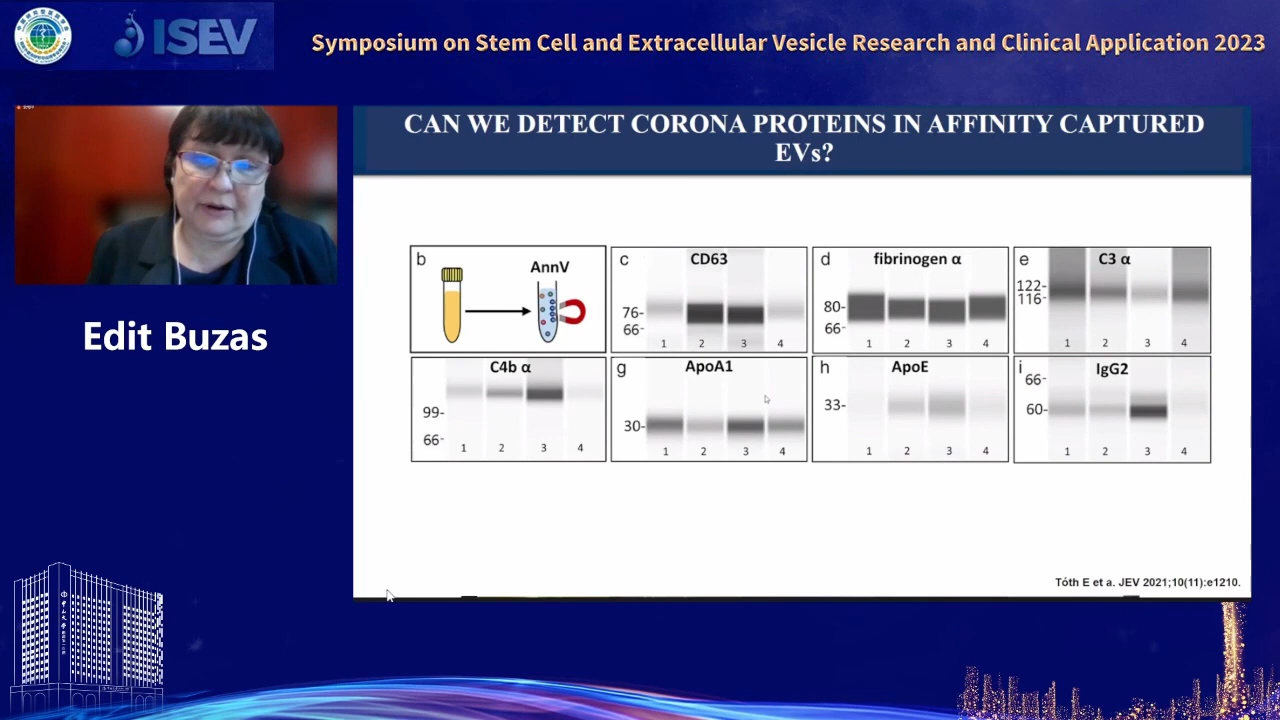 ISEV
Symposium on Stem Cell and Extracellular Vesicle Research and Clinical Application 2023
CAN WE DETECT CORONA PROTEINS IN AFFINITY CAPTURED
EVs?
Edit Buzas
b
AnnV
c
CD63
76-
66-
1 2 3 4
d
fibrinogen α
80-
66-
1 2 3 4
e
C3 α
122-
116-
1 2 3 4
C4b α
99-
66-
1 2 3 4
g
ApoA1
30-
1 2 3 4
h
ApoE
33-
1 2 3 4
i
IgG2
66-
60-
1 2 3 4
Tóth E et a. JEV 2021;10(11):e1210.